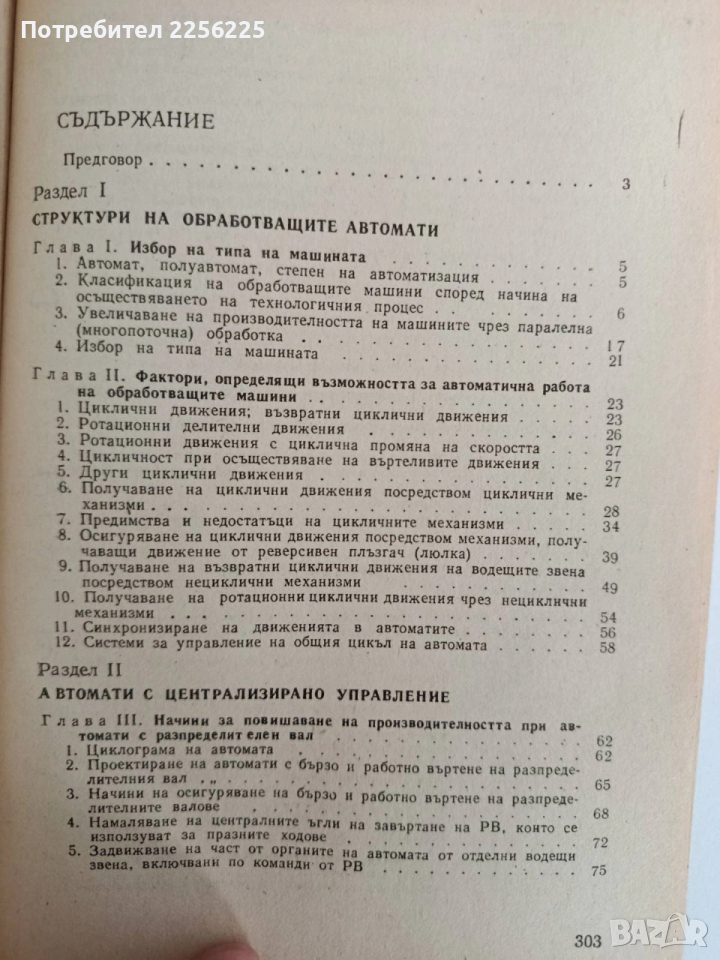 Потребител 2256225
СЪДЪРЖАНИЕ
Предговор . . . . . . . . . . . . . . . . . . . . 3
Раздел I
СТРУКТУРИ НА ОБРАБОТВАЩИТЕ АВТОМАТИ
Глава I. Избор на типа на машината . . . . . . . . . . 5
1. Автомат, полуавтомат, степен на автоматизация . . . . . . 5
2. Класификация на обработващите машини според начина на
осъществяването на технологичния процес . . . . . . . . 6
3. Увеличаване на производителността на машините чрез паралелна
(многопоточна) обработка . . . . . . . . . . . . 17
4. Избор на типа на машината . . . . . . . . . . . 21
Глава II. Фактори, определящи възможността за автоматична работа
на обработващите машини . . . . . . . . . . . . 23
1. Циклични движения; възвратни циклични движения . . . . . 23
2. Ротационни делителни движения . . . . . . . . . . 26
3. Ротационни движения с циклична промяна на скоростта . . . 27
4. Цикличност при осъществяване на въртеливите движения . . . 27
5. Други циклични движения . . . . . . . . . . . . 27
6. Получаване на циклични движения посредством циклични ме-
ханизми . . . . . . . . . . . . . . . . . . . 28
7. Предимства и недостатъци на цикличните механизми . . . . 34
8. Осигуряване на циклични движения посредством механизми, полу-
чаващи движение от реверсивен плъзгач (люлка) . . . . . . 39
9. Получаване на възвратни циклични движения на водещите звена
посредством нециклични механизми . . . . . . . . . 49
10. Получаване на ротационни циклични движения чрез нециклични
механизми . . . . . . . . . . . . . . . . . . 54
11. Синхронизиране на движенията в автоматите . . . . . . . 56
12. Системи за управление на общия цикъл на автомата . . . . 58
Раздел II
АВТОМАТИ С ЦЕНТРАЛИЗИРАНО УПРАВЛЕНИЕ
Глава III. Начини за повишаване на производителността при ав-
томати с разпределителен вал . . . . . . . . . . . 62
1. Циклограма на автомата . . . . . . . . . . . . 62
2. Проектиране на автомати с бързо и работно въртене на разпреде-
лителния вал . . . . . . . . . . . . . . . . . 65
3. Начини на осигуряване на бързо и работно въртене на разпреде-
лителните валове . . . . . . . . . . . . . . . 68
4. Намаляване на централните ъгли на завъртане на РВ, които се
използуват за празните ходове . . . . . . . . . . . 72
5. Задвижване на част от органите на автомата от отделни водещи
звена, включвани по команди от РВ . . . . . . . . . 75
303
BAZAR
bg